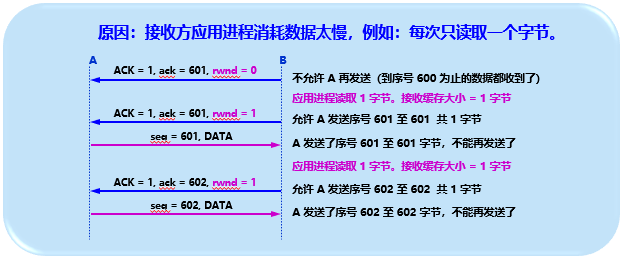 原因：接收方应用进程消耗数据太慢，例如：每次只读取一个字节。
A B
ACK = 1, ack = 601, rwnd = 0
不允许 A 再发送（到序号 600 为止的数据都收到了）
应用进程读取 1 字节。接收缓存大小 = 1 字节
ACK = 1, ack = 601, rwnd = 1
允许 A 发送序号 601 至 601 共 1 字节
seq = 601, DATA
A 发送了序号 601 至 601 字节，不能再发送了
应用进程读取 1 字节。接收缓存大小 = 1 字节
ACK = 1, ack = 602, rwnd = 1
允许 A 发送序号 602 至 602 共 1 字节
seq = 602, DATA
A 发送了序号 602 至 602 字节，不能再发送了